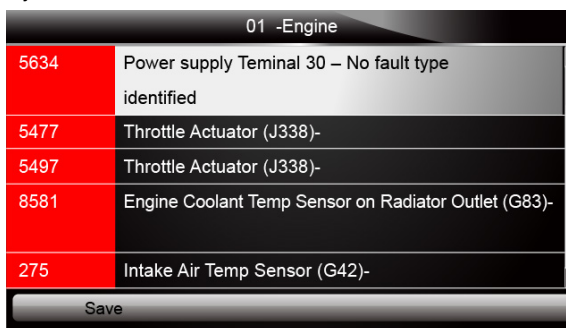 01 -Engine
5634 Power supply Teminal 30 – No fault type
identified
5477 Throttle Actuator (J338)-
5497 Throttle Actuator (J338)-
8581 Engine Coolant Temp Sensor on Radiator Outlet (G83)-
275 Intake Air Temp Sensor (G42)-
Save